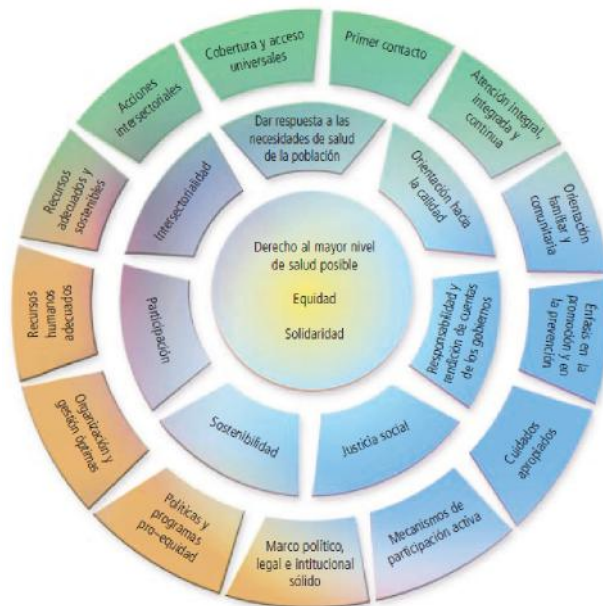 Cobertura y acceso
universales
Primer contacto
Atención integral,
integrada y
continua
Orientación
familiar y
comunitaria
Énfasis en la
promoción y en
la prevención
Cuidados
apropiados
Mecanismos de
participación activa
Marco político,
legal e intitucional
sólido
Políticas y
programas
pro-equidad
Organización y
gestión óptimas
Recursos
humanos
adecuados
Recursos
adecuados y
sostenibles
Acciones
intersectoriales
Dar respuesta a las
necesidades de salud
de la población
Orientación hacia
la calidad
Responsabilidad y
rendición de cuentas
de los gobiernos
Justicia social
Sostenibilidad
Participación
Intersectorialidad
Derecho al mayor nivel
de salud posible
Equidad
Solidaridad